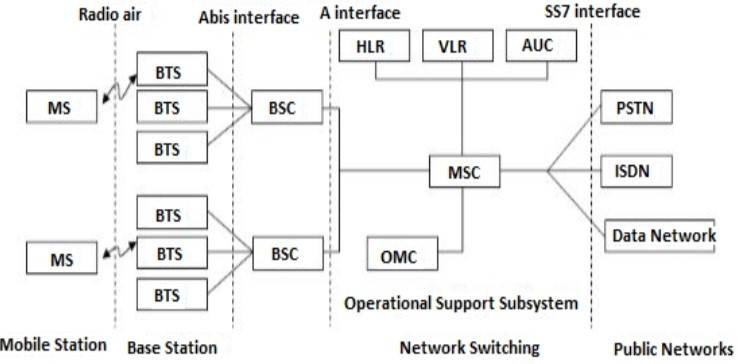 Radio air
Abis interface
A interface
SS7 interface
HLR
VLR
AUC
BTS
MS
BTS
BSC
PSTN
BTS
MSC
ISDN
BTS
Data Network
MS
BTS
BSC
OMC
BTS
Operational Support Subsystem
Mobile Station
Base Station
Network Switching
Public Networks